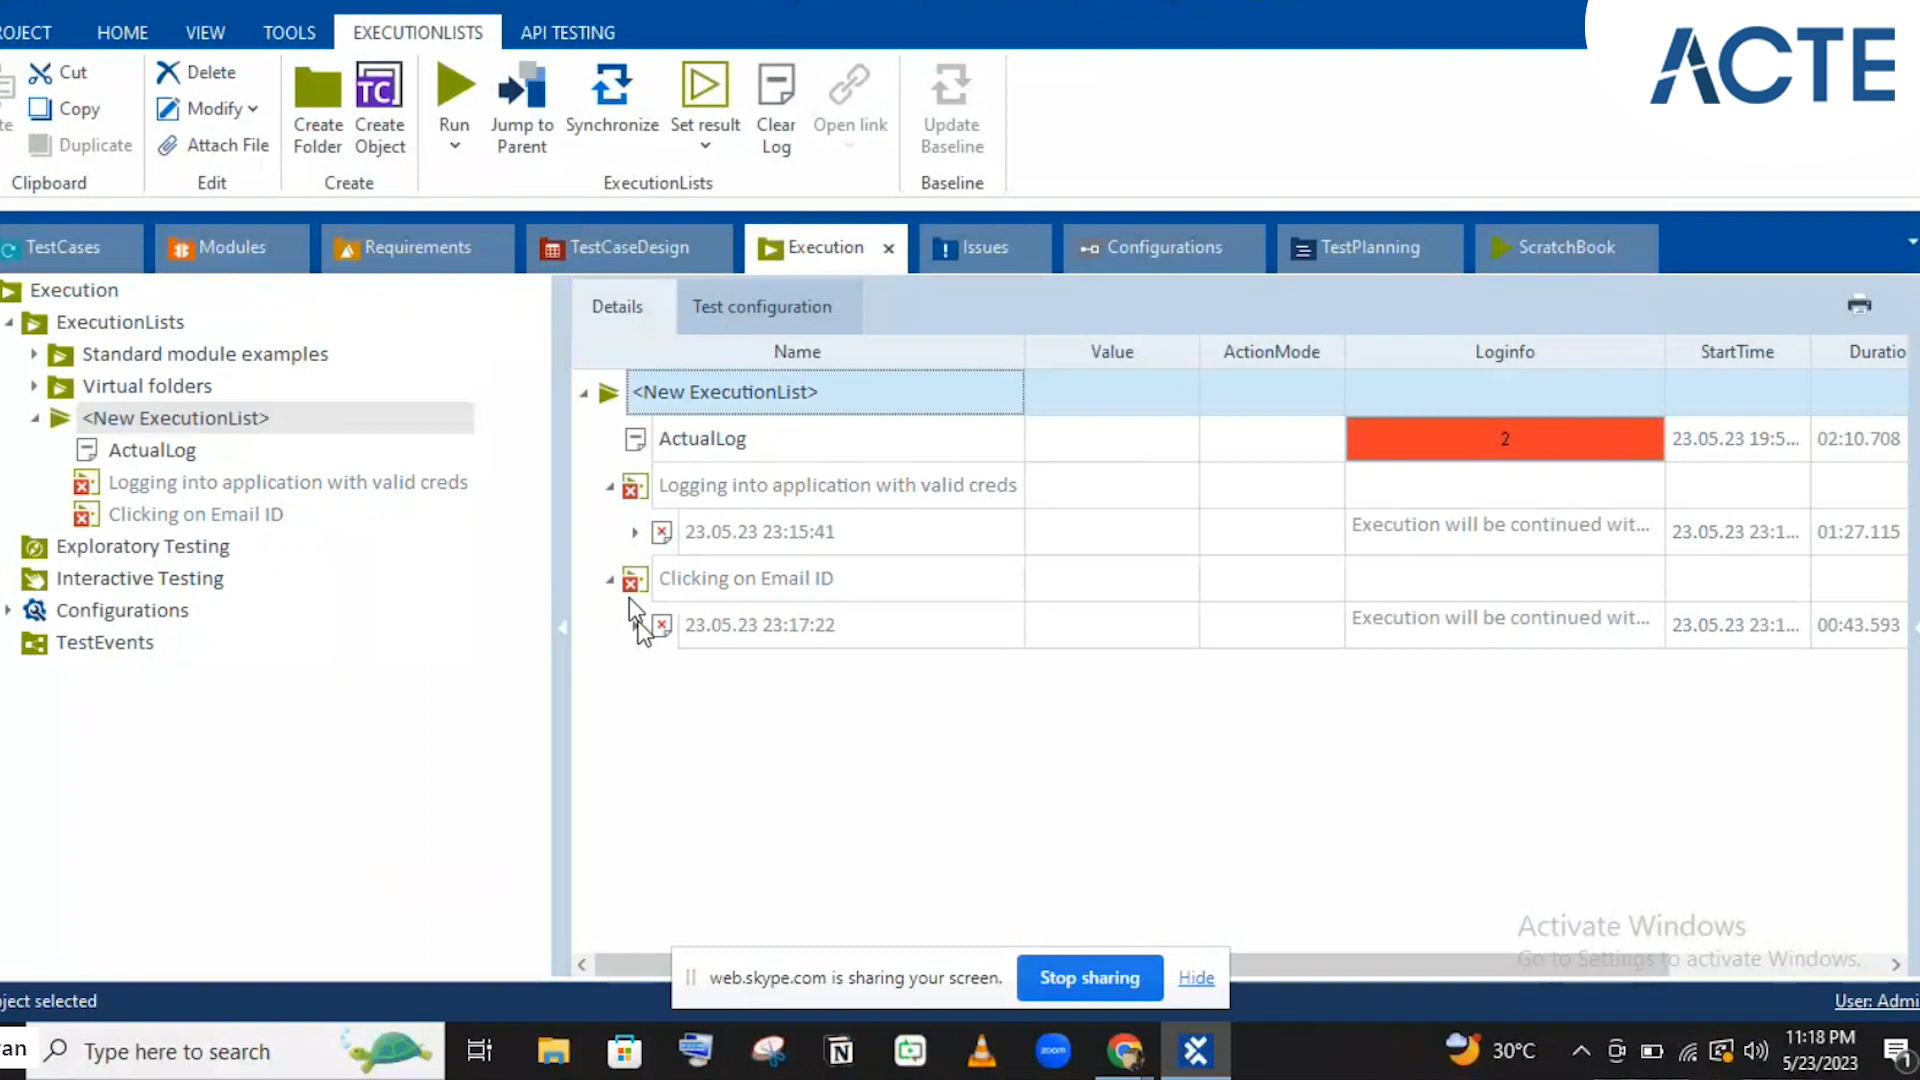 OJECT HOME VIEW TOOLS EXECUTIONLISTS API TESTING
ACTE
Cut
Copy
Duplicate
Clipboard
Delete
Modify
Attach File
Edit
Create Folder
Create Object
Create
TC
Run
Jump to Parent
Synchronize
Set result
Clear Log
Open link
ExecutionLists
Update Baseline
Baseline
TestCases Modules Requirements TestCaseDesign Execution Issues Configurations TestPlanning ScratchBook
Execution
ExecutionLists
Standard module examples
Virtual folders
<New ExecutionList>
ActualLog
Logging into application with valid creds
Clicking on Email ID
Exploratory Testing
Interactive Testing
Configurations
TestEvents
Details Test configuration
Name Value ActionMode Loginfo StartTime Duratio
<New ExecutionList>
ActualLog 2 23.05.23 19:5... 02:10.708
Logging into application with valid creds
23.05.23 23:15:41 Execution will be continued wit... 23.05.23 23:1... 01:27.115
Clicking on Email ID
23.05.23 23:17:22 Execution will be continued wit... 23.05.23 23:1... 00:43.593
Activate Windows
Go to Settings to activate Windows.
web.skype.com is sharing your screen. Stop sharing Hide
ject selected
User: Admi
van
Type here to search
zoom
30°C
11:18 PM
5/23/2023
1